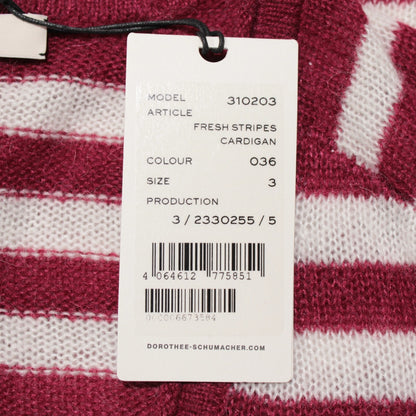 MODEL 310203
ARTICLE
FRESH STRIPES
CARDIGAN
COLOUR 036
SIZE 3
PRODUCTION
3 / 2330255 / 5
4 064612 775851
DOROTHEE-SCHUMACHER.COM